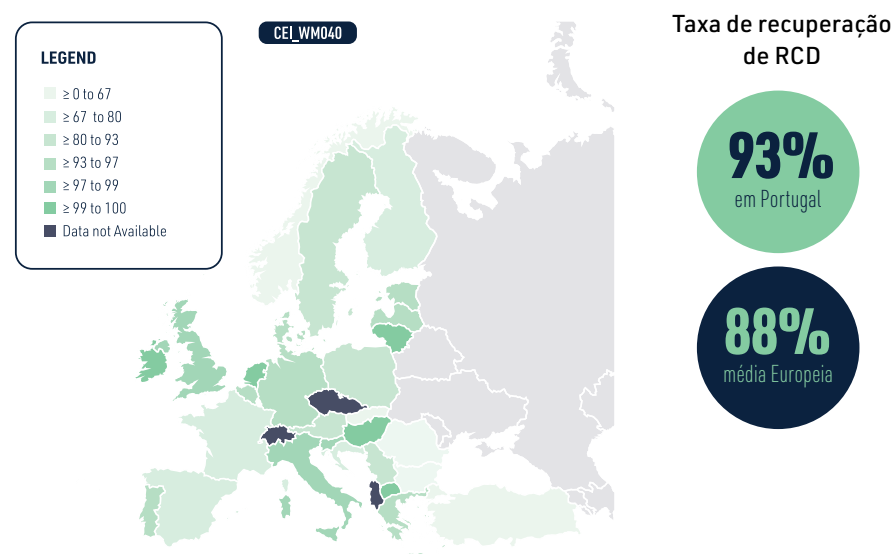 CEI_WM040
LEGEND
≥ 0 to 67
≥ 67 to 80
≥ 80 to 93
≥ 93 to 97
≥ 97 to 99
≥ 99 to 100
Data not Available
Taxa de recuperação
de RCD
93%
em Portugal
88%
média Europeia